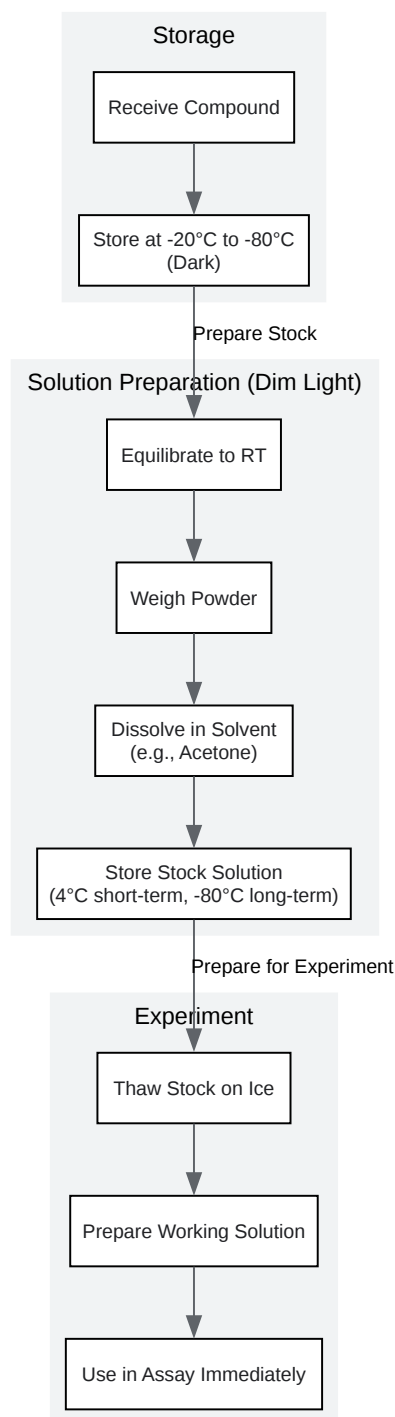 Storage
Receive Compound
Store at -20°C to -80°C
(Dark)
Prepare Stock
Solution Preparation (Dim Light)
Equilibrate to RT
Weigh Powder
Dissolve in Solvent
(e.g., Acetone)
Store Stock Solution
(4°C short-term, -80°C long-term)
Prepare for Experiment
Experiment
Thaw Stock on Ice
Prepare Working Solution
Use in Assay Immediately